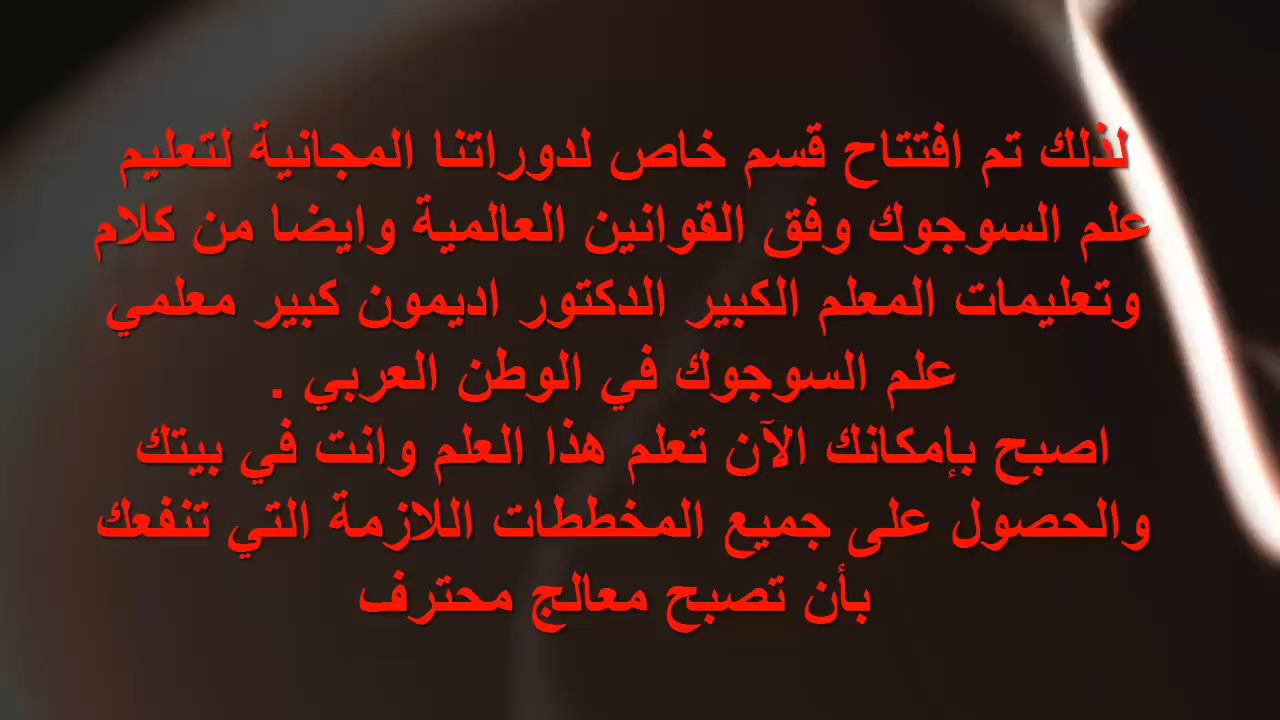 لذلك تم افتتاح قسم خاص لدوراتنا المجانية لتعليم
علم السوجوك وفق القوانين العالمية وايضا من كلام
وتعليمات المعلم الكبير الدكتور اديمون كبير معلمي
علم السوجوك في الوطن العربي .
اصبح بإمكانك الآن تعلم هذا العلم وانت في بيتك
والحصول على جميع المخططات اللازمة التي تنفعك
بأن تصبح معالج محترف